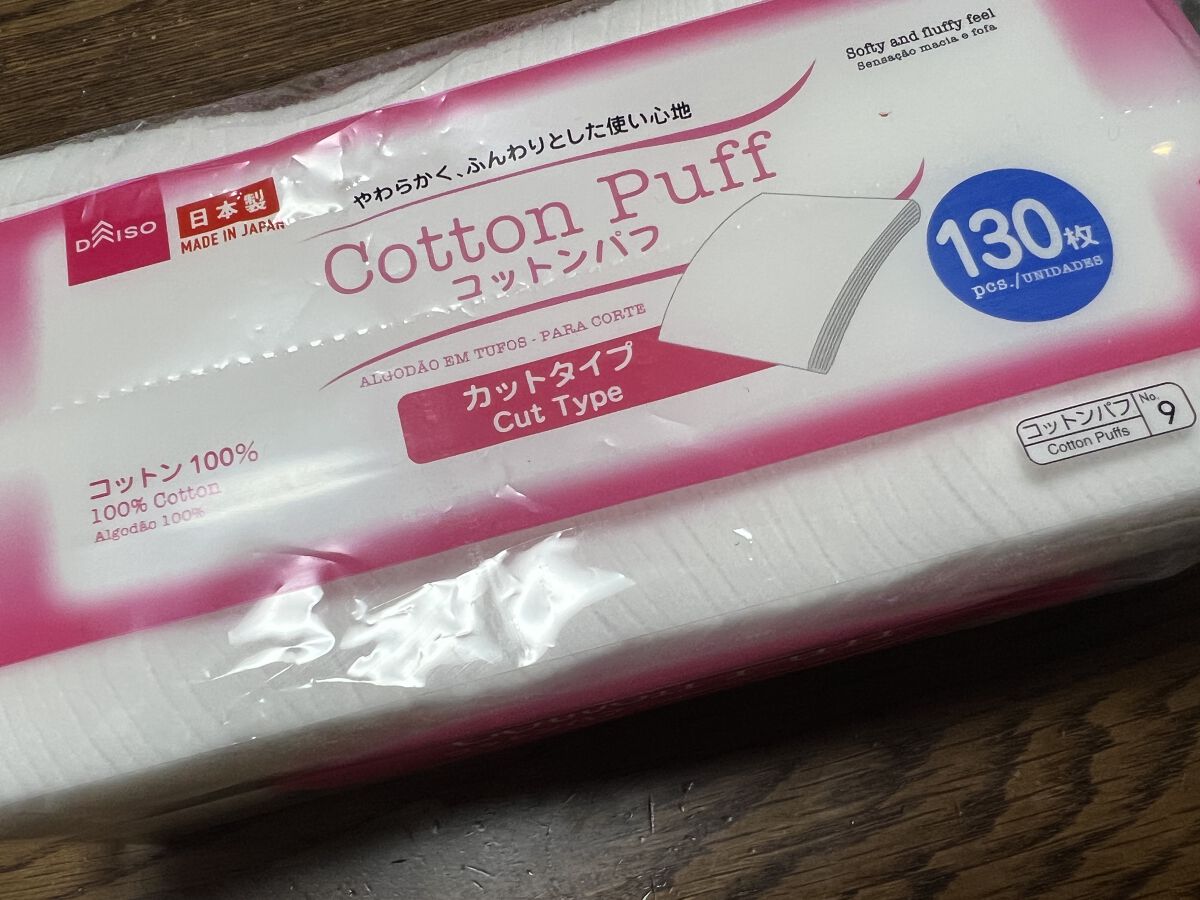 Softy and fluffy feel
Sensação macia e fofa
やわらかく、ふんわりとした使い心地
DAISO
日本製
MADE IN JAPAN
Cotton Puff
コットンパフ
130枚
pcs./UNIDADES
ALGODÃO EM TUFOS - PARA CORTE
カットタイプ
Cut Type
コットンパフ
Cotton Puffs
No.
9
コットン 100%
100% Cotton
Algodão 100%